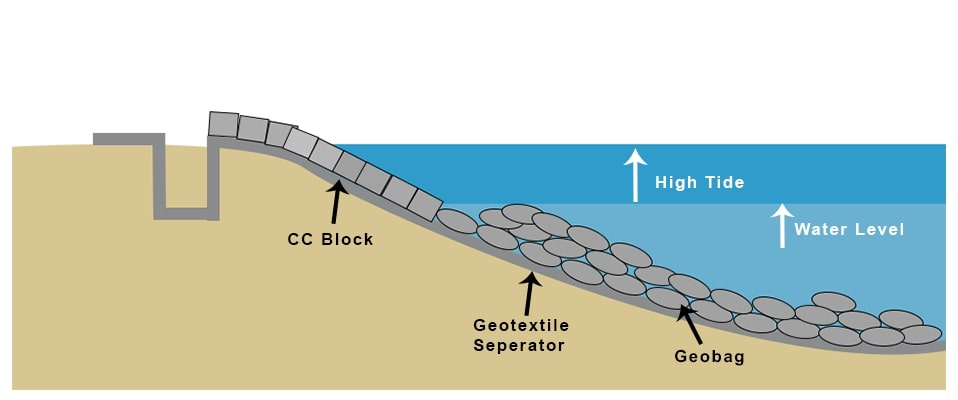 High Tide
Water Level
CC Block
Geotextile
Seperator
Geobag